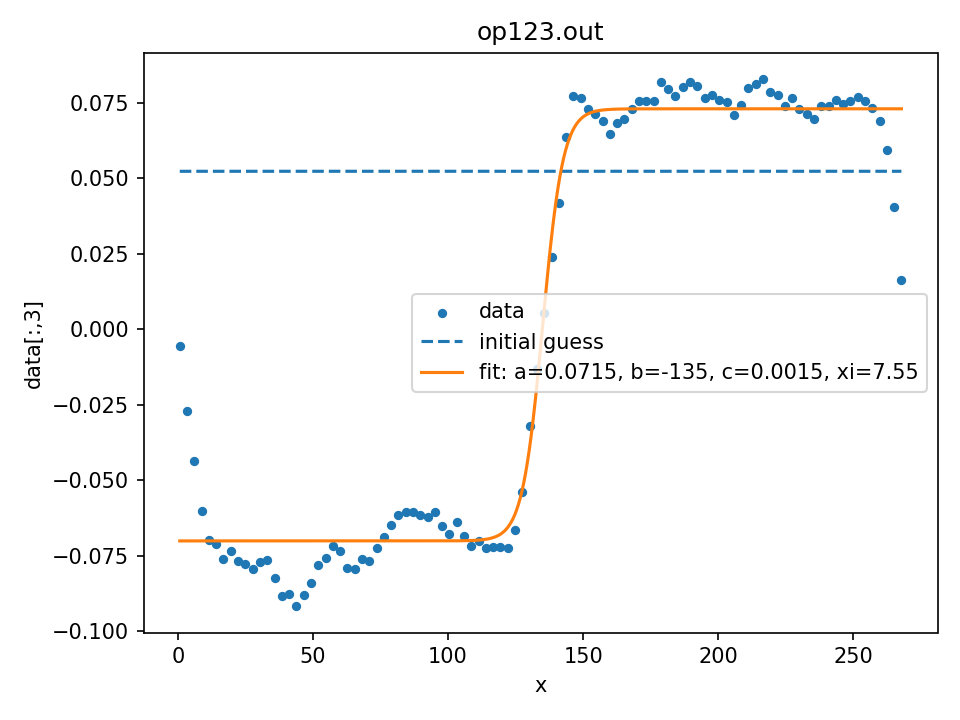 op123.out
data[:,3]
0.075
0.050
0.025
0.000
−0.025
−0.050
−0.075
−0.100
data
initial guess
fit: a=0.0715, b=-135, c=0.0015, xi=7.55
0 50 100 150 200 250
x